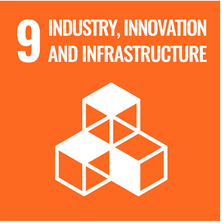 9 INDUSTRY, INNOVATION
AND INFRASTRUCTURE